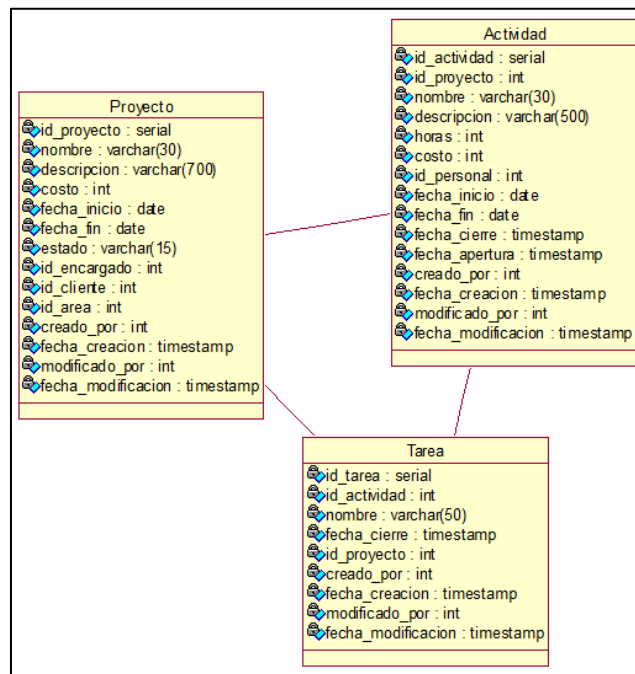 Proyecto
id_proyecto : serial
nombre : varchar(30)
descripcion : varchar(700)
costo : int
fecha_inicio : date
fecha_fin : date
estado : varchar(15)
id_encargado : int
id_cliente : int
id_area : int
creado_por : int
fecha_creacion : timestamp
modificado_por : int
fecha_modificacion : timestamp
Actividad
id_actividad : serial
id_proyecto : int
nombre : varchar(30)
descripcion : varchar(500)
horas : int
costo : int
id_personal : int
fecha_inicio : date
fecha_fin : date
fecha_cierre : timestamp
fecha_apertura : timestamp
creado_por : int
fecha_creacion : timestamp
modificado_por : int
fecha_modificacion : timestamp
Tarea
id_tarea : serial
id_actividad : int
nombre : varchar(50)
fecha_cierre : timestamp
id_proyecto : int
creado_por : int
fecha_creacion : timestamp
modificado_por : int
fecha_modificacion : timestamp